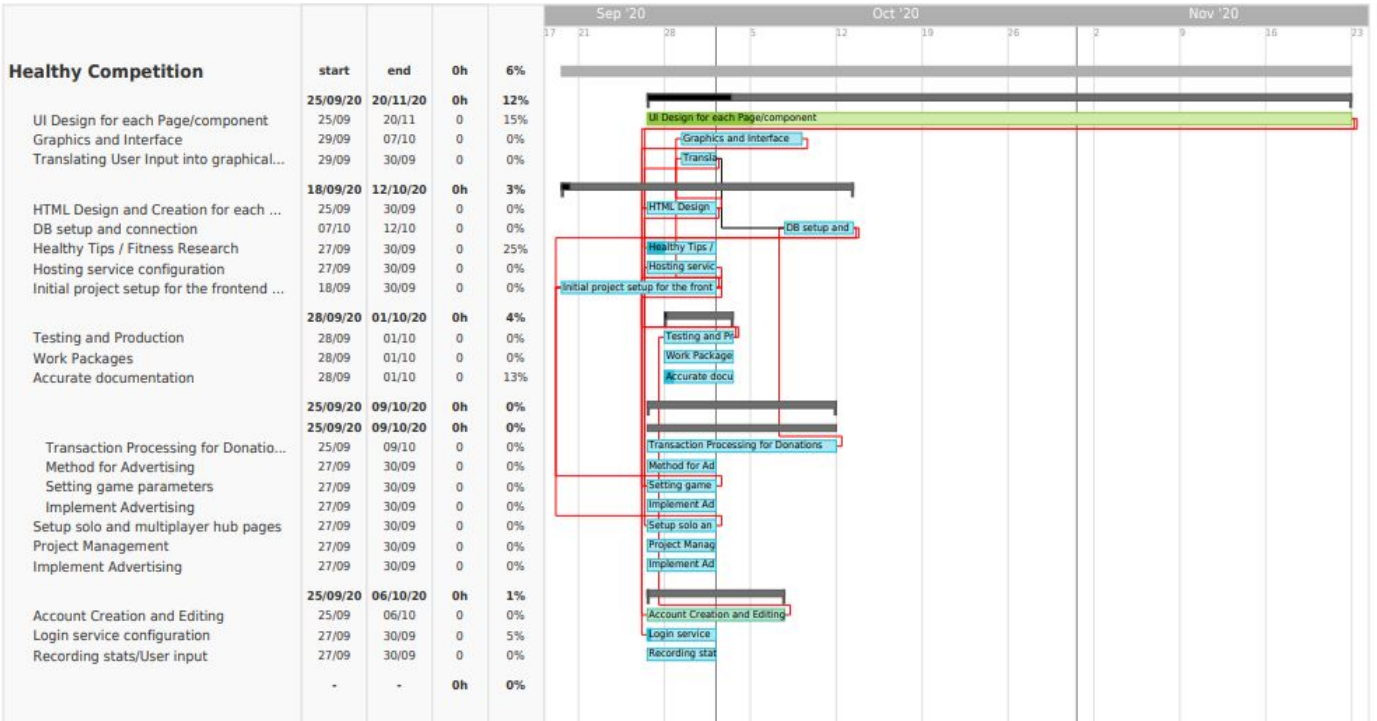 Sep '20 Oct '20 Nov '20
17 21 28 5 12 19 26 2 9 16 23
Healthy Competition start end 0h 6%
25/09/20 20/11/20 0h 12%
UI Design for each Page/component 25/09 20/11 0 15% UI Design for each Page/component
Graphics and Interface 29/09 07/10 0 0% Graphics and Interface
Translating User Input into graphical... 29/09 30/09 0 0% Transla
18/09/20 12/10/20 0h 3%
HTML Design and Creation for each ... 25/09 30/09 0 0% HTML Design
DB setup and connection 07/10 12/10 0 0% DB setup and
Healthy Tips / Fitness Research 27/09 30/09 0 25% Healthy Tips /
Hosting service configuration 27/09 30/09 0 0% Hosting servic
Initial project setup for the frontend ... 18/09 30/09 0 0% Initial project setup for the front
28/09/20 01/10/20 0h 4%
Testing and Production 28/09 01/10 0 0% Testing and Pr
Work Packages 28/09 01/10 0 0% Work Package
Accurate documentation 28/09 01/10 0 13% Accurate docu
25/09/20 09/10/20 0h 0%
25/09/20 09/10/20 0h 0%
Transaction Processing for Donatio... 25/09 09/10 0 0% Transaction Processing for Donations
Method for Advertising 27/09 30/09 0 0% Method for Ad
Setting game parameters 27/09 30/09 0 0% Setting game
Implement Advertising 27/09 30/09 0 0% Implement Ad
Setup solo and multiplayer hub pages 27/09 30/09 0 0% Setup solo an
Project Management 27/09 30/09 0 0% Project Manag
Implement Advertising 27/09 30/09 0 0% Implement Ad
25/09/20 06/10/20 0h 1%
Account Creation and Editing 25/09 06/10 0 0% Account Creation and Editing
Login service configuration 27/09 30/09 0 5% Login service
Recording stats/User input 27/09 30/09 0 0% Recording stat
- - 0h 0%